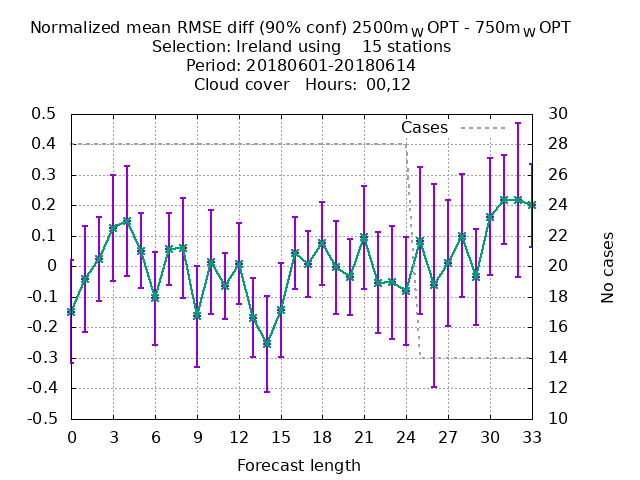 Normalized mean RMSE diff (90% conf) 2500m_W OPT - 750m_W OPT
Selection: Ireland using    15 stations
Period: 20180601-20180614
Cloud cover   Hours:  00,12
0.5
0.4
0.3
0.2
0.1
0
-0.1
-0.2
-0.3
-0.4
-0.5
Cases
30
28
26
24
22
20
18
16
14
12
10
No cases
0 3 6 9 12 15 18 21 24 27 30 33
Forecast length